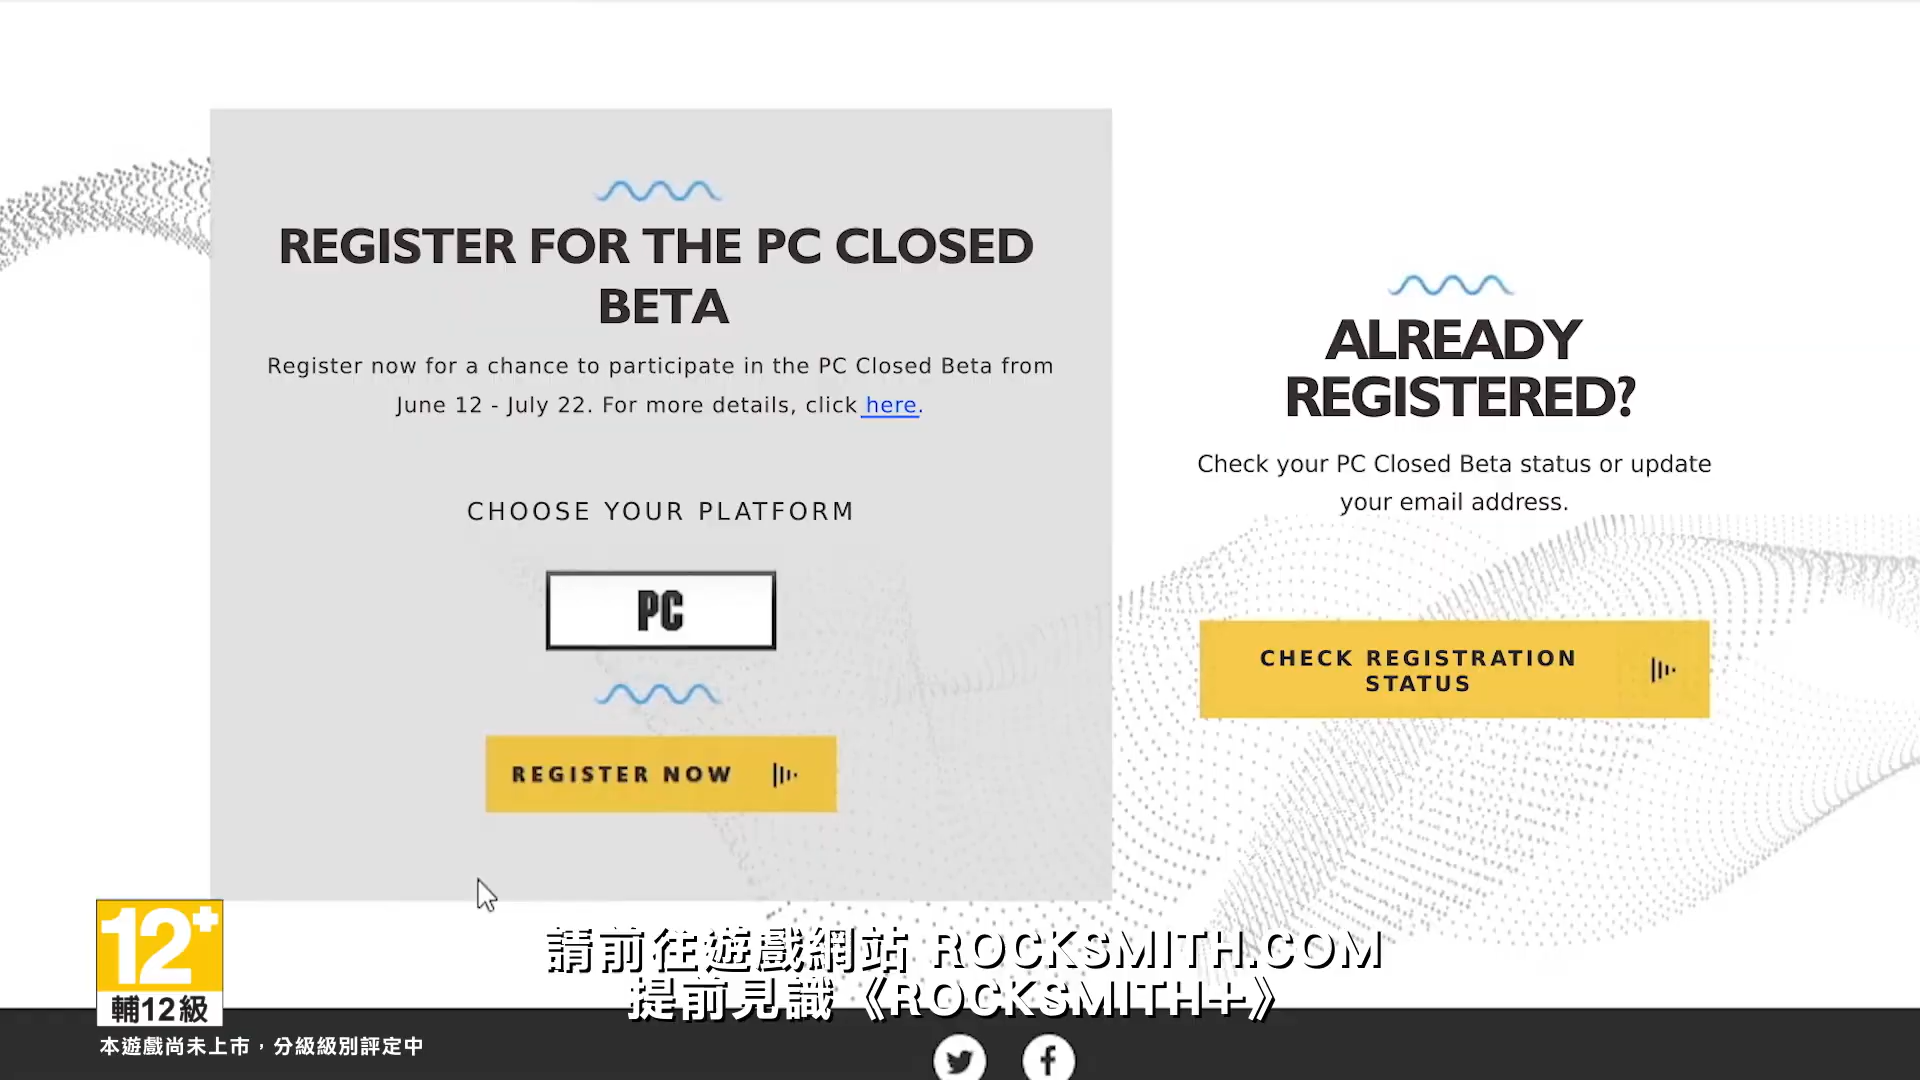 REGISTER FOR THE PC CLOSED
BETA
Register now for a chance to participate in the PC Closed Beta from
June 12 - July 22. For more details, click here.
CHOOSE YOUR PLATFORM
PC
REGISTER NOW
ALREADY
REGISTERED?
Check your PC Closed Beta status or update
your email address.
CHECK REGISTRATION
STATUS
請前往遊戲網站 ROCKSMITH.COM
提前見識《ROCKSMITH+》
12+
輔12級
本遊戲尚未上市，分級級別評定中